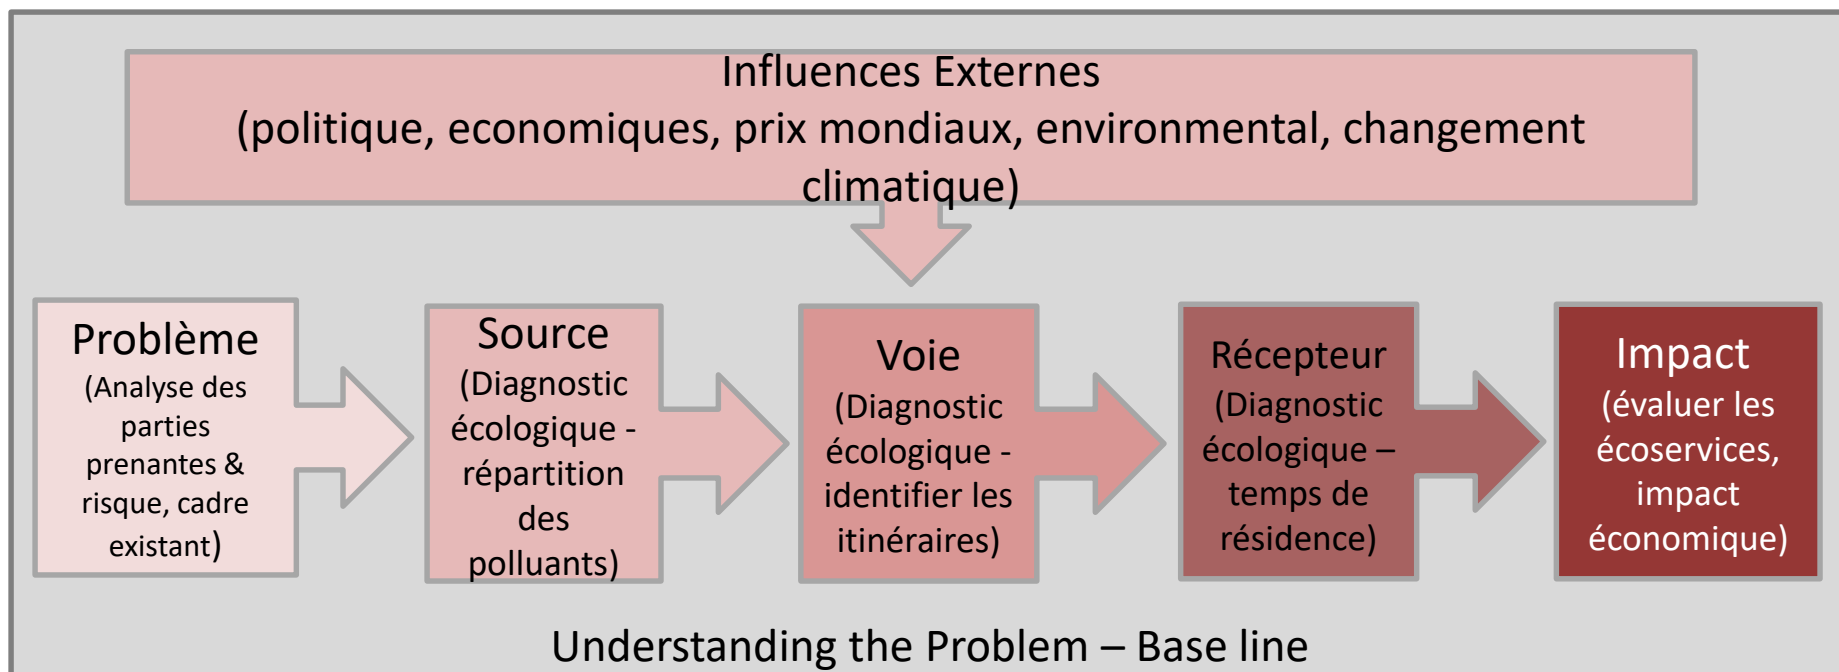 Influences Externes
(politique, economiques, prix mondiaux, environmental, changement
climatique)
Problème
(Analyse des
parties
prenantes &
risque, cadre
existant)
Source
(Diagnostic
écologique -
répartition
des
polluants)
Voie
(Diagnostic
écologique -
identifier les
itinéraires)
Récepteur
(Diagnostic
écologique –
temps de
résidence)
Impact
(évaluer les
écoservices,
impact
économique)
Understanding the Problem – Base line